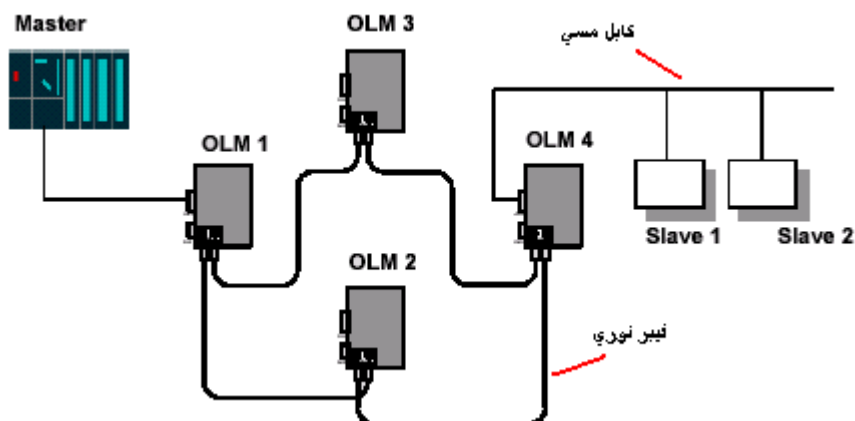 Master
OLM 3
كابل مسي
OLM 1
OLM 4
Slave 1
Slave 2
OLM 2
فيبر نوري